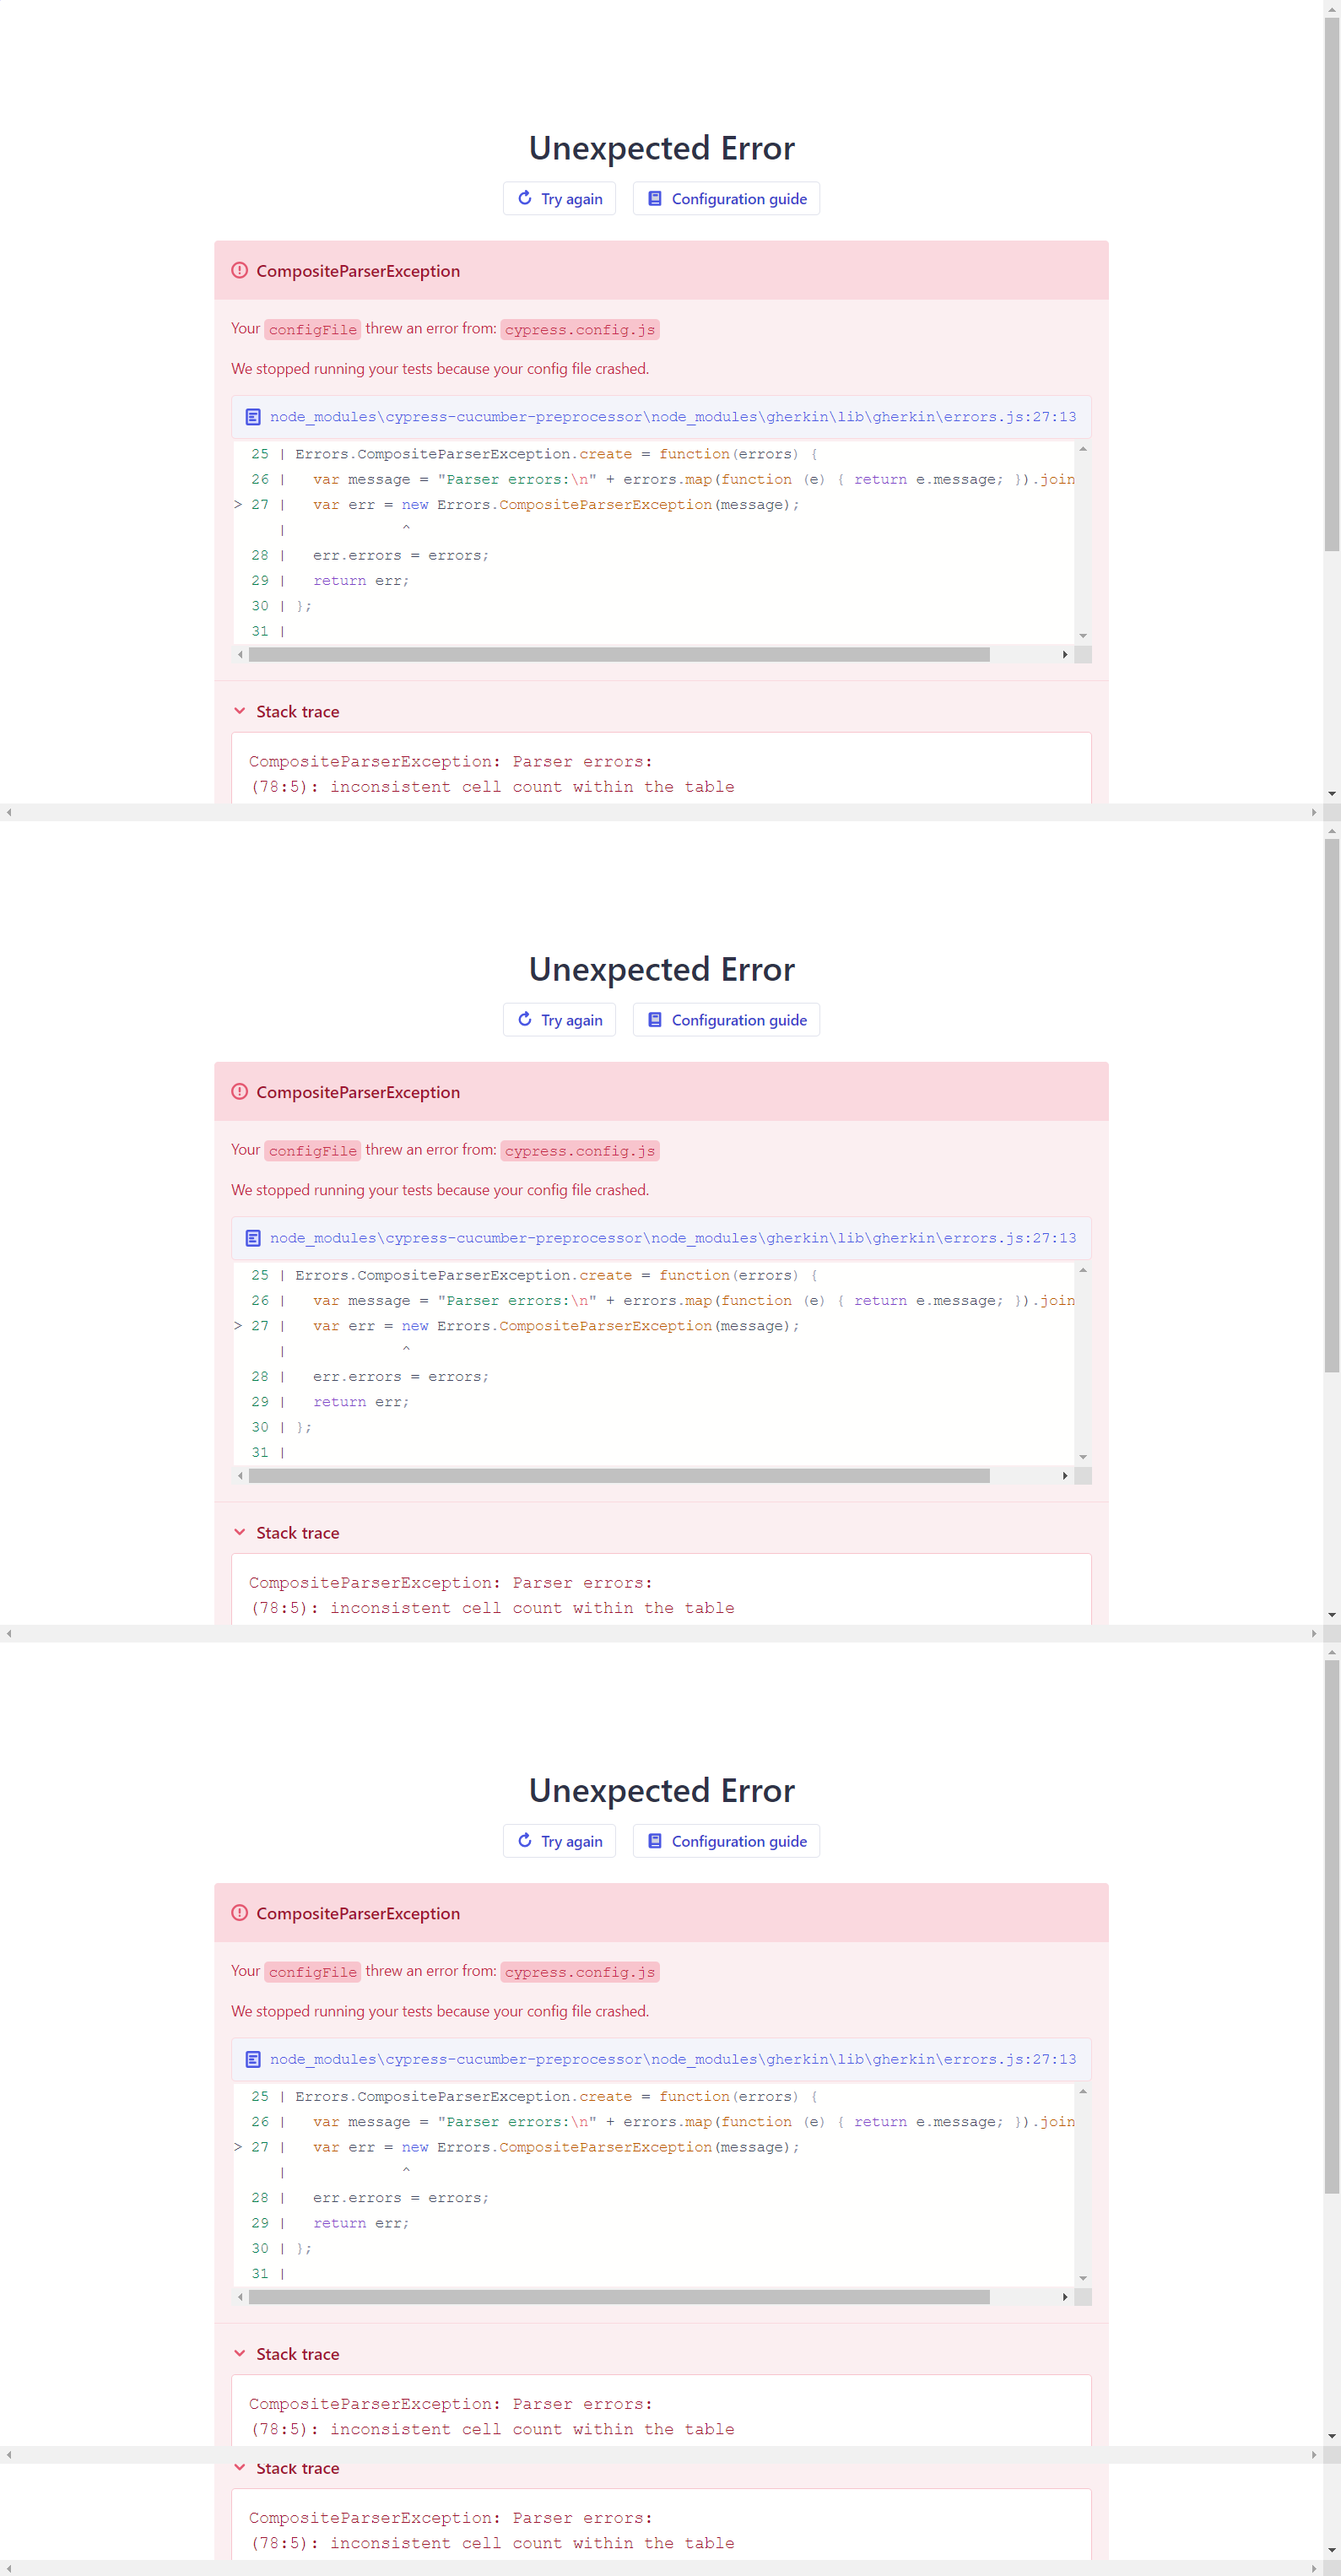 Unexpected Error
Try again Configuration guide
CompositeParserException
Your configFile threw an error from: cypress.config.js
We stopped running your tests because your config file crashed.
node_modules\cypress-cucumber-preprocessor\node_modules\gherkin\lib\gherkin\errors.js:27:13
25 | Errors.CompositeParserException.create = function(errors) {
26 |   var message = "Parser errors:\n" + errors.map(function (e) { return e.message; }).join
> 27 |   var err = new Errors.CompositeParserException(message);
|             ^
28 |   err.errors = errors;
29 |   return err;
30 | };
31 |
Stack trace
CompositeParserException: Parser errors:
(78:5): inconsistent cell count within the table
Unexpected Error
Try again Configuration guide
CompositeParserException
Your configFile threw an error from: cypress.config.js
We stopped running your tests because your config file crashed.
node_modules\cypress-cucumber-preprocessor\node_modules\gherkin\lib\gherkin\errors.js:27:13
25 | Errors.CompositeParserException.create = function(errors) {
26 |   var message = "Parser errors:\n" + errors.map(function (e) { return e.message; }).join
> 27 |   var err = new Errors.CompositeParserException(message);
|             ^
28 |   err.errors = errors;
29 |   return err;
30 | };
31 |
Stack trace
CompositeParserException: Parser errors:
(78:5): inconsistent cell count within the table
Unexpected Error
Try again Configuration guide
CompositeParserException
Your configFile threw an error from: cypress.config.js
We stopped running your tests because your config file crashed.
node_modules\cypress-cucumber-preprocessor\node_modules\gherkin\lib\gherkin\errors.js:27:13
25 | Errors.CompositeParserException.create = function(errors) {
26 |   var message = "Parser errors:\n" + errors.map(function (e) { return e.message; }).join
> 27 |   var err = new Errors.CompositeParserException(message);
|             ^
28 |   err.errors = errors;
29 |   return err;
30 | };
31 |
Stack trace
CompositeParserException: Parser errors:
(78:5): inconsistent cell count within the table
Stack trace
CompositeParserException: Parser errors:
(78:5): inconsistent cell count within the table